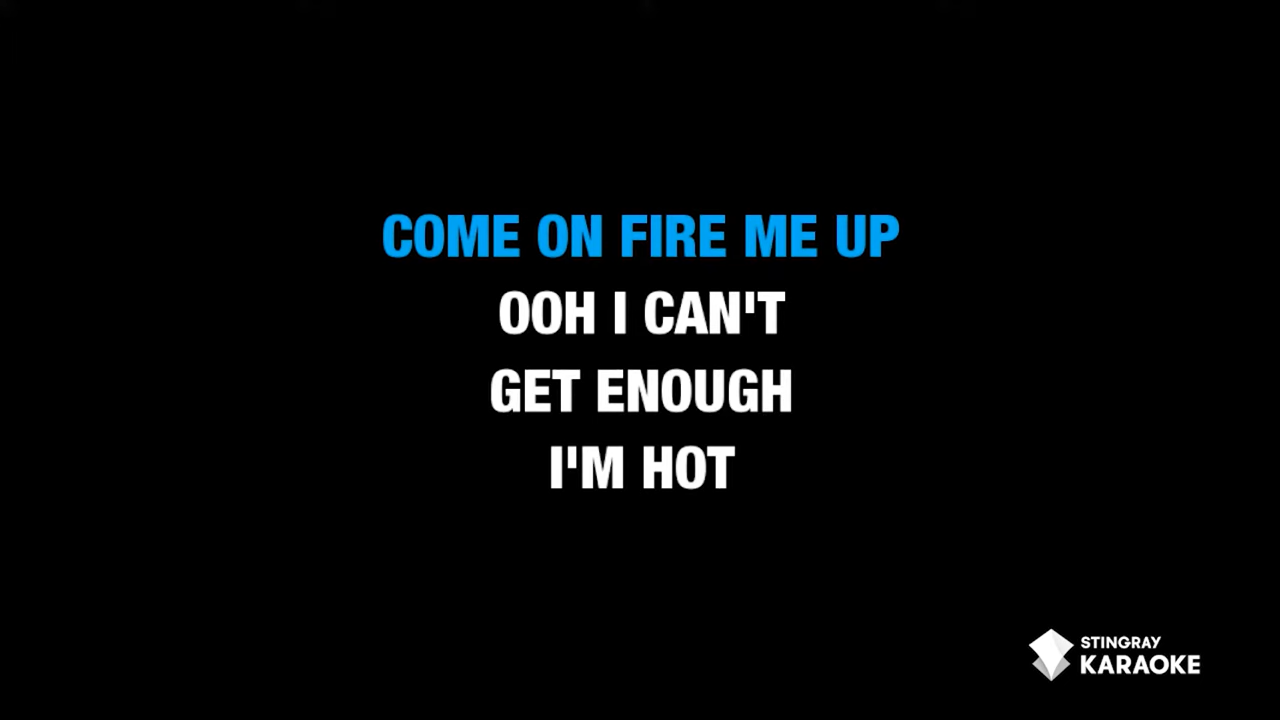 COME ON FIRE ME UP
OOH I CAN'T
GET ENOUGH
I'M HOT
STINGRAY
KARAOKE